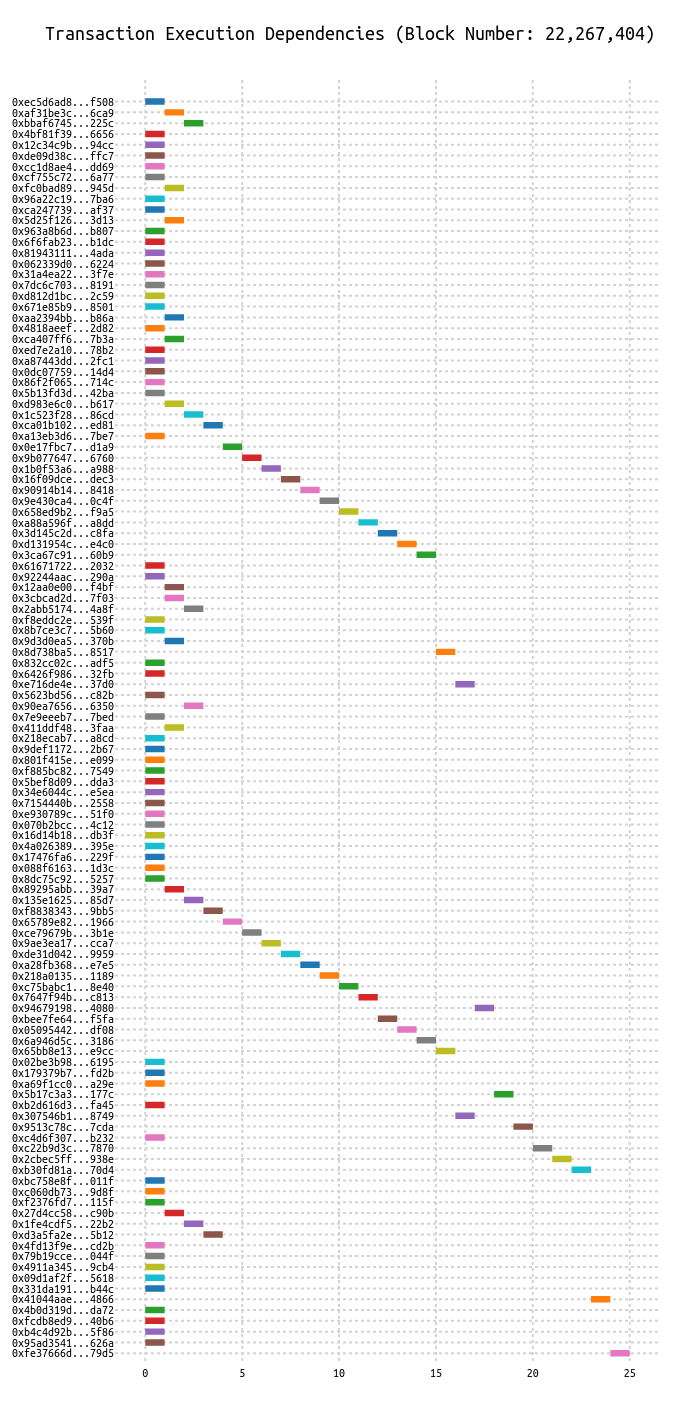 Transaction Execution Dependencies (Block Number: 22,267,404)
0xec5d6ad8...f508
0xaf31be3c...6ca9
0xbbaf6745...225c
0x4bf81f39...6656
0x12c34c9b...94cc
0xde09d38c...ffc7
0xcc1d8ae4...dd69
0xcf755c72...6a77
0xfc0bad89...945d
0x96a22c19...7ba6
0xca247739...af37
0x5d25f126...3d13
0x963a8b6d...b807
0x6f6fab23...b1dc
0x81943111...4ada
0x062339d0...6224
0x31a4ea22...3f7e
0x7dc6c703...8191
0xd812d1bc...2c59
0x671e85b9...8501
0xaa2394bb...b86a
0x4818aeef...2d82
0xca407ff6...7b3a
0xed7e2a10...78b2
0xa87443dd...2fc1
0x0dc07759...14d4
0x86f2f065...714c
0x5b13fd3d...42ba
0xd983e6c0...b617
0x1c523f28...86cd
0xca01b102...ed81
0xa13eb3d6...7be7
0x0e17fbc7...d1a9
0x9b077647...6760
0x1b0f53a6...a988
0x16f09dce...dec3
0x90914b14...8418
0x9e430ca4...0c4f
0x658ed9b2...f9a5
0xa88a596f...a8dd
0x3d145c2d...c8fa
0xd131954c...e4c0
0x3ca67c91...60b9
0x61671722...2032
0x92244aac...290a
0x12aa0e00...f4bf
0x3cbcad2d...7f03
0x2abb5174...4a8f
0xf8eddc2e...539f
0x8b7ce3c7...5b60
0x9d3d0ea5...370b
0x8d738ba5...8517
0x832cc02c...adf5
0x6426f986...32fb
0xe716de4e...37d0
0x5623bd56...c82b
0x90ea7656...6350
0x7e9eeeb7...7bed
0x411ddf48...3faa
0x218ecab7...a8cd
0x9def1172...2b67
0x801f415e...e099
0xf885bc82...7549
0x5bef8d09...dda3
0x34e6044c...e5ea
0x7154440b...2558
0xe930789c...51f0
0x070b2bcc...4c12
0x16d14b18...db3f
0x4a026389...395e
0x17476fa6...229f
0x088f6163...1d3c
0x8dc75c92...5257
0x89295abb...39a7
0x135e1625...85d7
0xf8838343...9bb5
0x65789e82...1966
0xce79679b...3b1e
0x9ae3ea17...cca7
0xde31d042...9959
0xa28fb368...e7e5
0x218a0135...1189
0xc75babc1...8e40
0x7647f94b...c813
0x94679198...4080
0xbee7fe64...f5fa
0x05095442...df08
0x6a946d5c...3186
0x65bb8e13...e9cc
0x02be3b98...6195
0x179379b7...fd2b
0xa69f1cc0...a29e
0x5b17c3a3...177c
0xb2d616d3...fa45
0x307546b1...8749
0x9513c78c...7cda
0xc4d6f307...b232
0xc22b9d3c...7870
0x2cbec5ff...938e
0xb30fd81a...70d4
0xbc758e8f...011f
0xc060db73...9d8f
0xf2376fd7...115f
0x27d4cc58...c90b
0x1fe4cdf5...22b2
0xd3a5fa2e...5b12
0x4fd13f9e...cd2b
0x79b19cce...044f
0x4911a345...9cb4
0x09d1af2f...5618
0x331da191...b44c
0x41044aae...4866
0x4b0d319d...da72
0xfcdb8ed9...40b6
0xb4c4d92b...5f86
0x95ad3541...626a
0xfe37666d...79d5
0 5 10 15 20 25